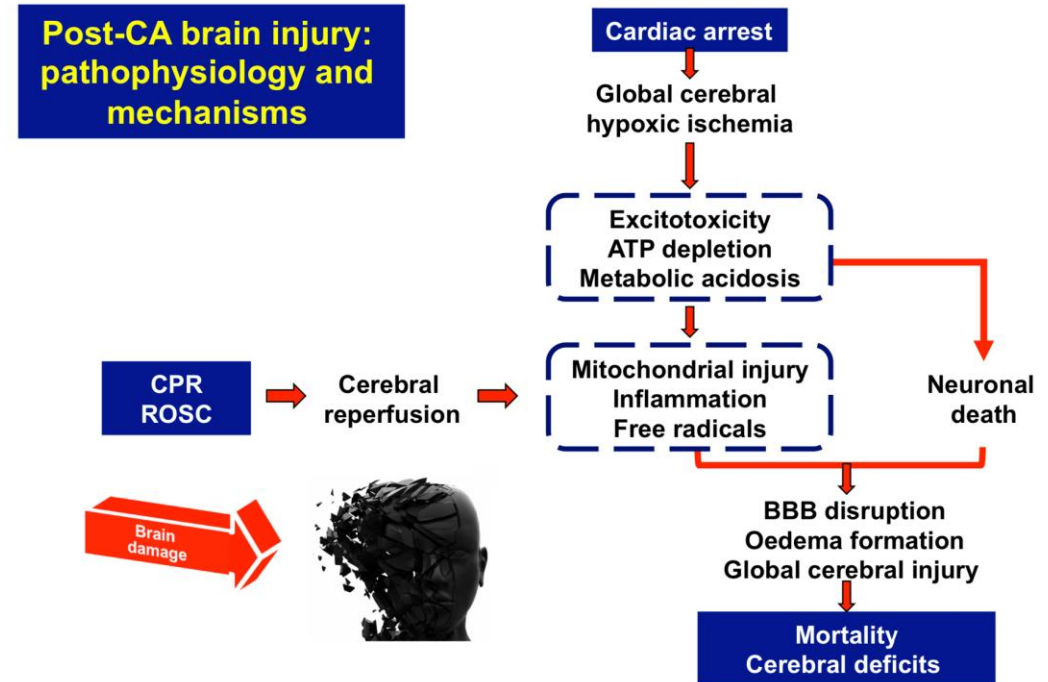 Post-CA brain injury:
pathophysiology and
mechanisms
Cardiac arrest
Global cerebral
hypoxic ischemia
Excitotoxicity
ATP depletion
Metabolic acidosis
CPR
ROSC
Cerebral
reperfusion
Mitochondrial injury
Inflammation
Free radicals
Neuronal
death
Brain
damage
BBB disruption
Oedema formation
Global cerebral injury
Mortality
Cerebral deficits